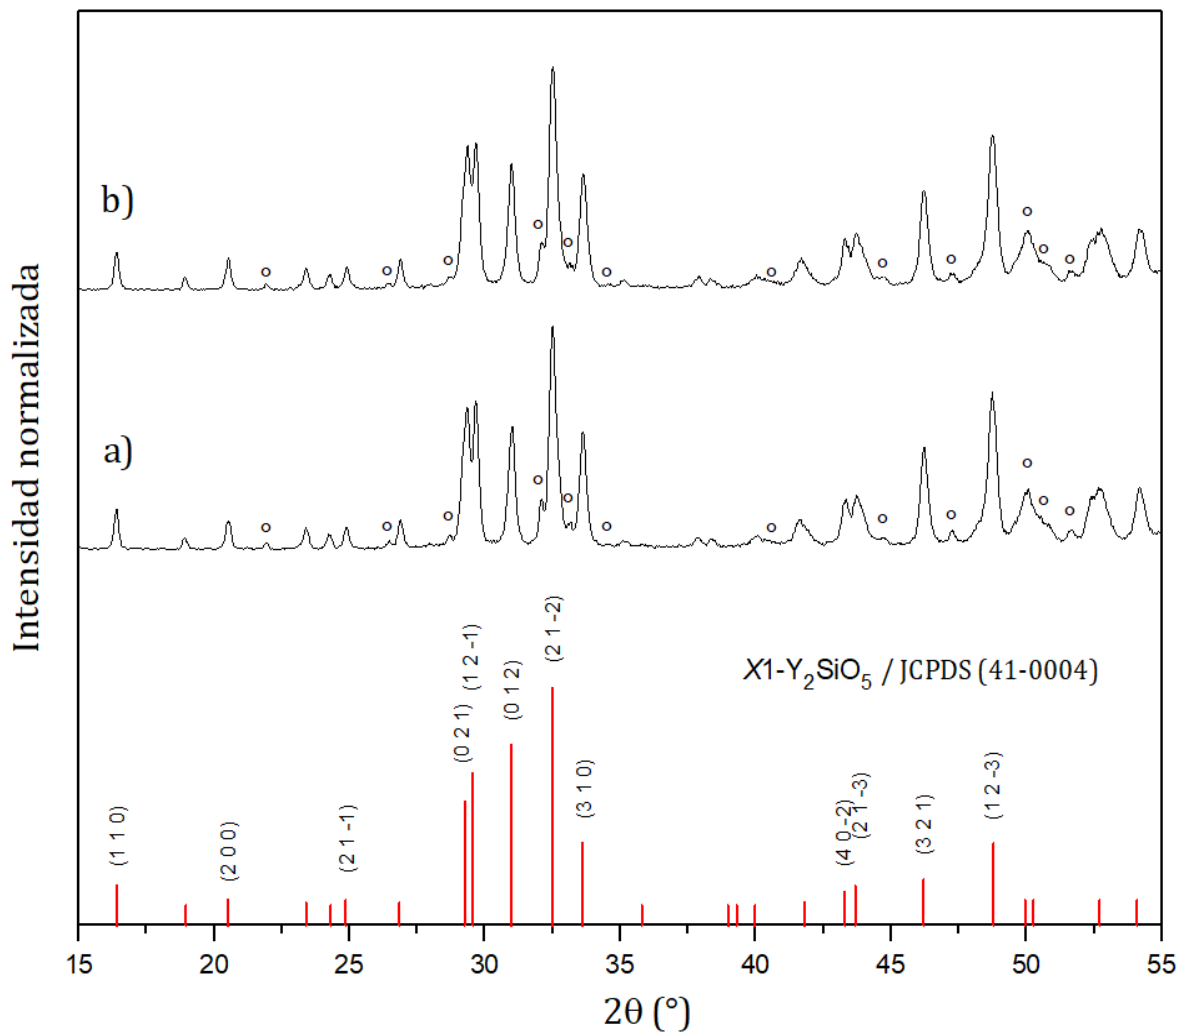 b)
a)
Intensidad normalizada
X1-Y₂SiO₅ / JCPDS (41-0004)
(1 1 0)
(2 0 0)
(2 1 -1)
(0 2 1)
(1 2 -1)
(0 1 2)
(2 1 -2)
(3 1 0)
(4 0 -2)
(2 1 -3)
(3 2 1)
(1 2 -3)
15 20 25 30 35 40 45 50 55
2θ (°)